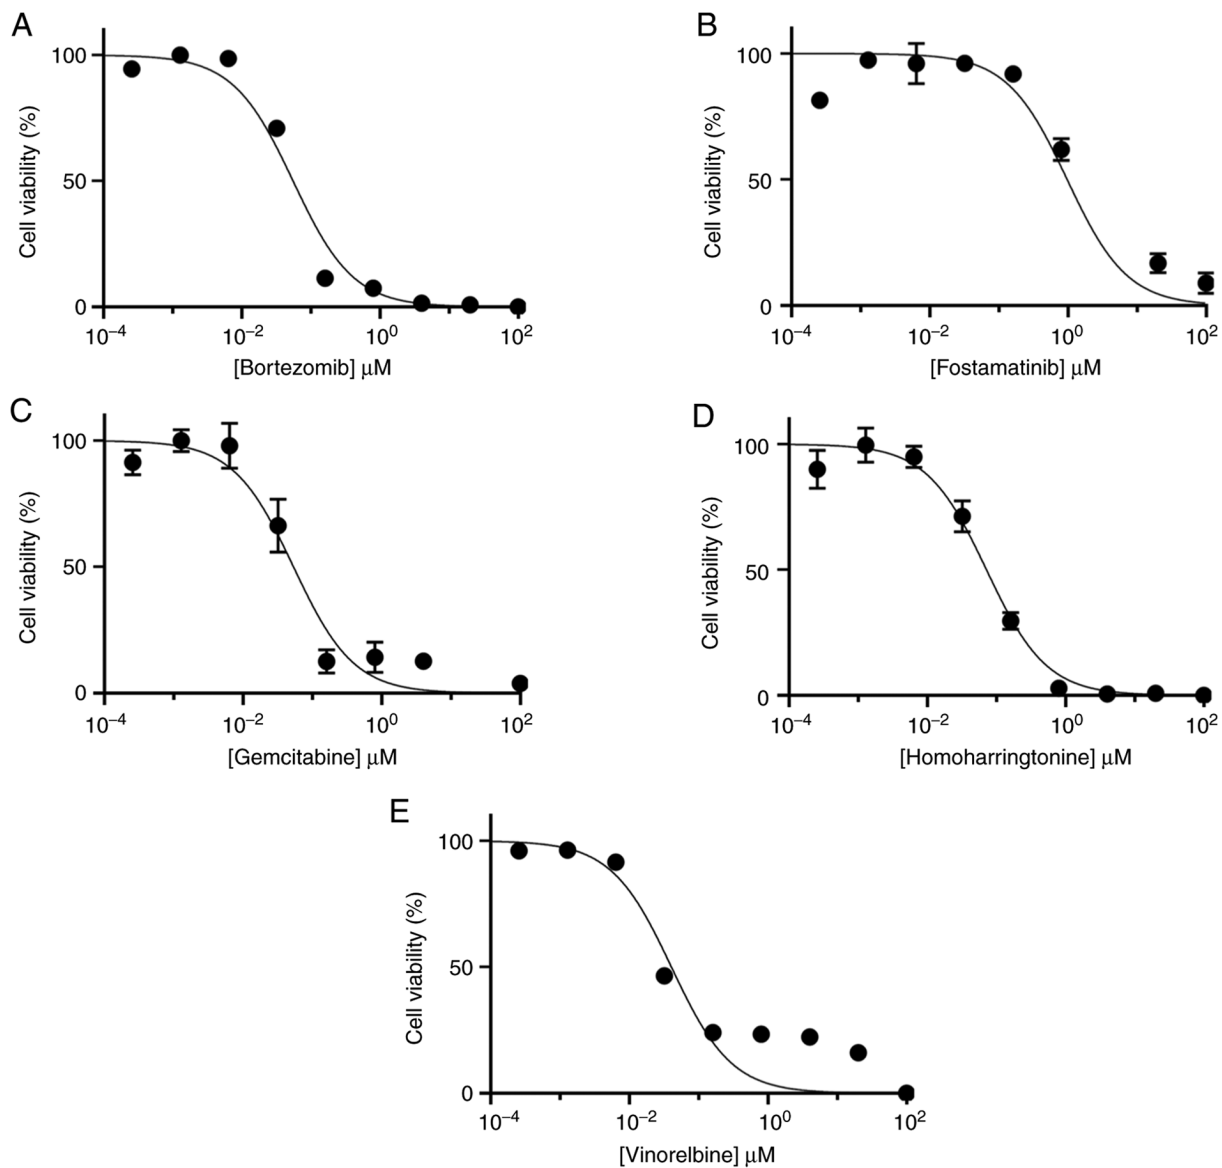 A
100
50
0
Cell viability (%)
10⁻⁴ 10⁻² 10⁰ 10²
[Bortezomib] μM
B
100
50
0
Cell viability (%)
10⁻⁴ 10⁻² 10⁰ 10²
[Fostamatinib] μM
C
100
50
0
Cell viability (%)
10⁻⁴ 10⁻² 10⁰ 10²
[Gemcitabine] μM
D
100
50
0
Cell viability (%)
10⁻⁴ 10⁻² 10⁰ 10²
[Homoharringtonine] μM
E
100
50
0
Cell viability (%)
10⁻⁴ 10⁻² 10⁰ 10²
[Vinorelbine] μM